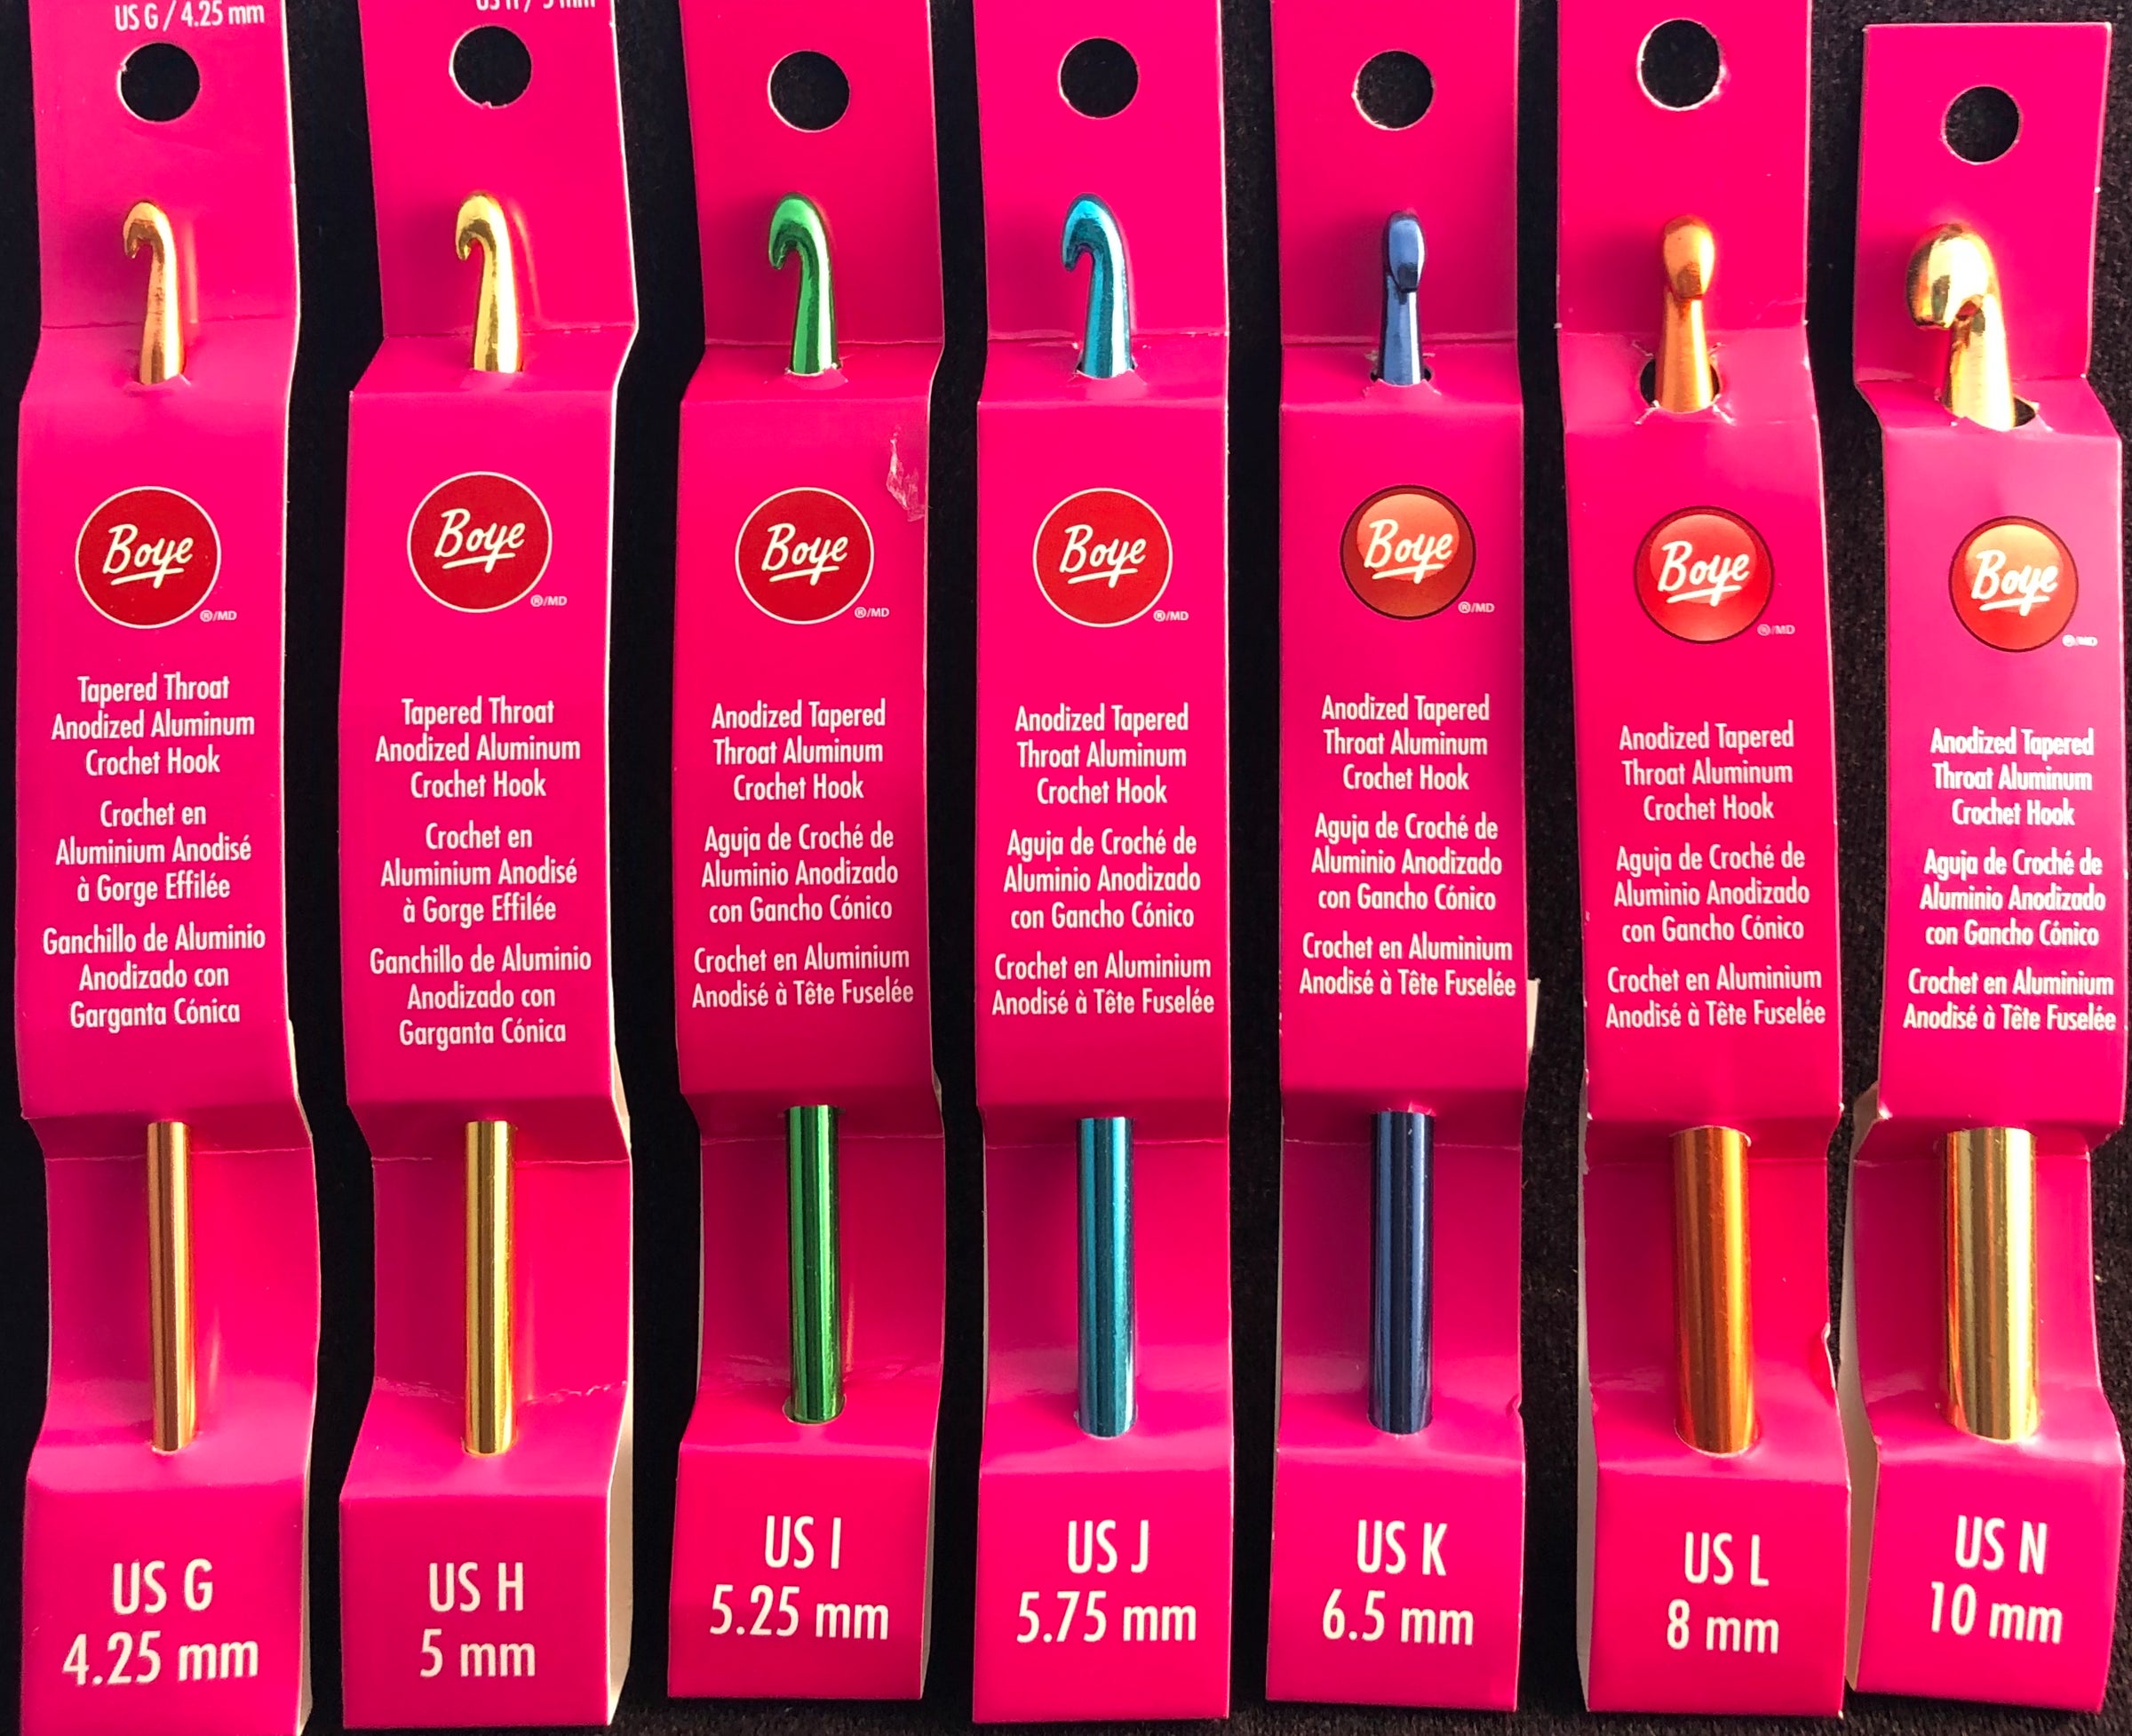 US G / 4.25 mm
Boye
®/MD
Tapered Throat
Anodized Aluminum
Crochet Hook
Crochet en
Aluminium Anodisé
à Gorge Effilée
Ganchillo de Aluminio
Anodizado con
Garganta Cónica
US G
4.25 mm
US H / 5 mm
Boye
®/MD
Tapered Throat
Anodized Aluminum
Crochet Hook
Crochet en
Aluminium Anodisé
à Gorge Effilée
Ganchillo de Aluminio
Anodizado con
Garganta Cónica
US H
5 mm
Boye
®/MD
Anodized Tapered
Throat Aluminum
Crochet Hook
Aguja de Croché de
Aluminio Anodizado
con Gancho Cónico
Crochet en Aluminium
Anodisé à Tête Fuselée
US I
5.25 mm
Boye
®/MD
Anodized Tapered
Throat Aluminum
Crochet Hook
Aguja de Croché de
Aluminio Anodizado
con Gancho Cónico
Crochet en Aluminium
Anodisé à Tête Fuselée
US J
5.75 mm
Boye
®/MD
Anodized Tapered
Throat Aluminum
Crochet Hook
Aguja de Croché de
Aluminio Anodizado
con Gancho Cónico
Crochet en Aluminium
Anodisé à Tête Fuselée
US K
6.5 mm
Boye
®/MD
Anodized Tapered
Throat Aluminum
Crochet Hook
Aguja de Croché de
Aluminio Anodizado
con Gancho Cónico
Crochet en Aluminium
Anodisé à Tête Fuselée
US L
8 mm
Boye
®/MD
Anodized Tapered
Throat Aluminum
Crochet Hook
Aguja de Croché de
Aluminio Anodizado
con Gancho Cónico
Crochet en Aluminium
Anodisé à Tête Fuselée
US N
10 mm